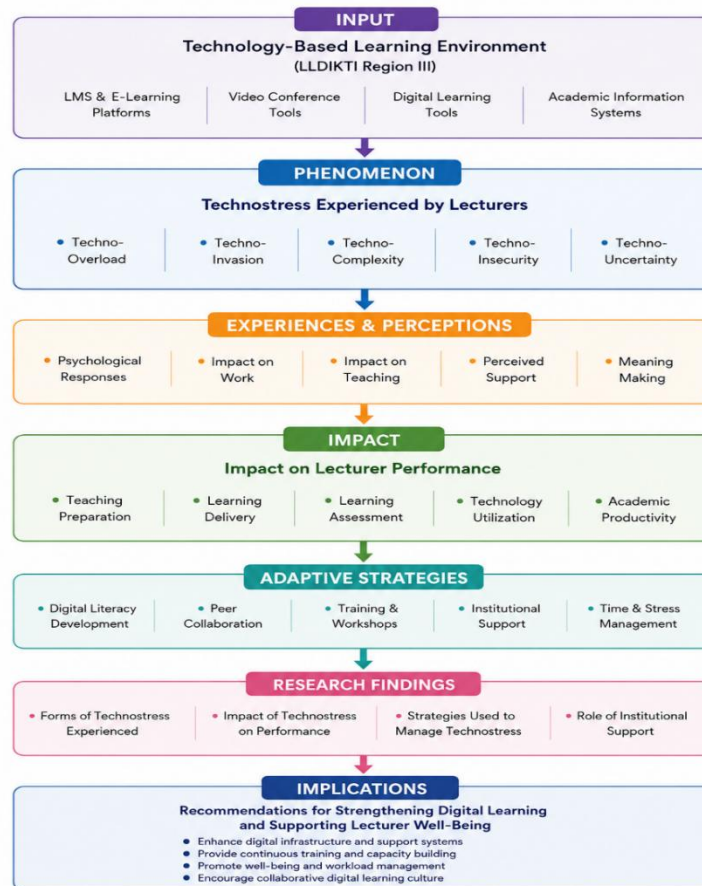 INPUT
Technology-Based Learning Environment
(LLDIKTI Region III)
LMS & E-Learning
Platforms
Video Conference
Tools
Digital Learning
Tools
Academic Information
Systems
PHENOMENON
Technostress Experienced by Lecturers
• Techno-
Overload
• Techno-
Invasion
• Techno-
Complexity
• Techno-
Insecurity
• Techno-
Uncertainty
EXPERIENCES & PERCEPTIONS
• Psychological
Responses
• Impact on
Work
• Impact on
Teaching
• Perceived
Support
• Meaning
Making
IMPACT
Impact on Lecturer Performance
• Teaching
Preparation
• Learning
Delivery
• Learning
Assessment
• Technology
Utilization
• Academic
Productivity
ADAPTIVE STRATEGIES
• Digital Literacy
Development
• Peer
Collaboration
• Training &
Workshops
• Institutional
Support
• Time & Stress
Management
RESEARCH FINDINGS
• Forms of Technostress
Experienced
• Impact of Technostress
on Performance
• Strategies Used to
Manage Technostress
• Role of Institutional
Support
IMPLICATIONS
Recommendations for Strengthening Digital Learning
and Supporting Lecturer Well-Being
• Enhance digital infrastructure and support systems
• Provide continuous training and capacity building
• Promote well-being and workload management
• Encourage collaborative digital learning culture